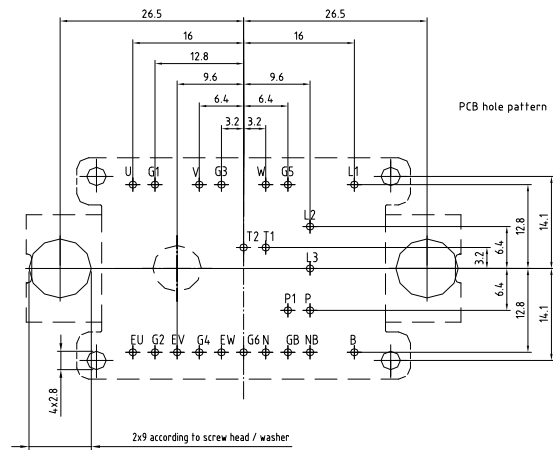 26.5 26.5
16 16
12.8
9.6 9.6
6.4 6.4
3.2 3.2
PCB hole pattern
U G1 V G3 W G5 L1
L2
T2 T1
L3
P1 P
EU G2 EV G4 EW G6 N GB NB B
3.2 6.4 12.8 14.1
6.4 12.8 14.1
4x2.8
2x9 according to screw head / washer